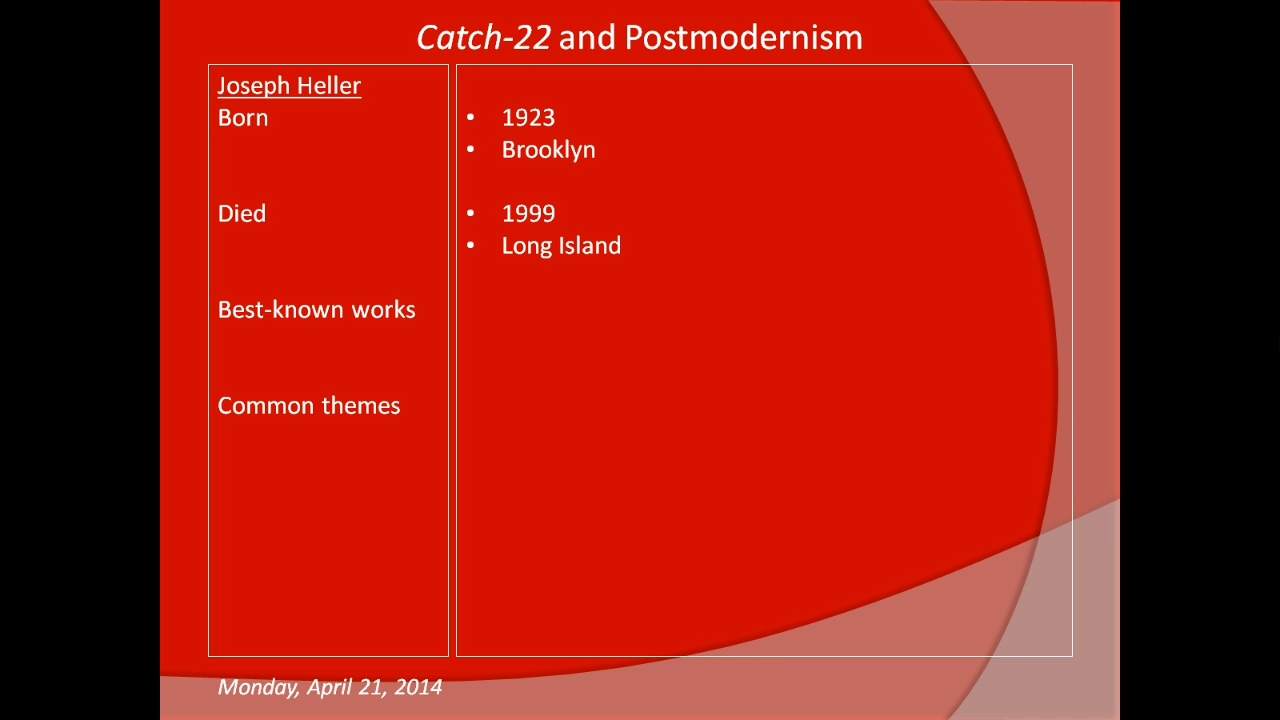 Catch-22 and Postmodernism
Joseph Heller
Born
• 1923
• Brooklyn
Died
• 1999
• Long Island
Best-known works
Common themes
Monday, April 21, 2014